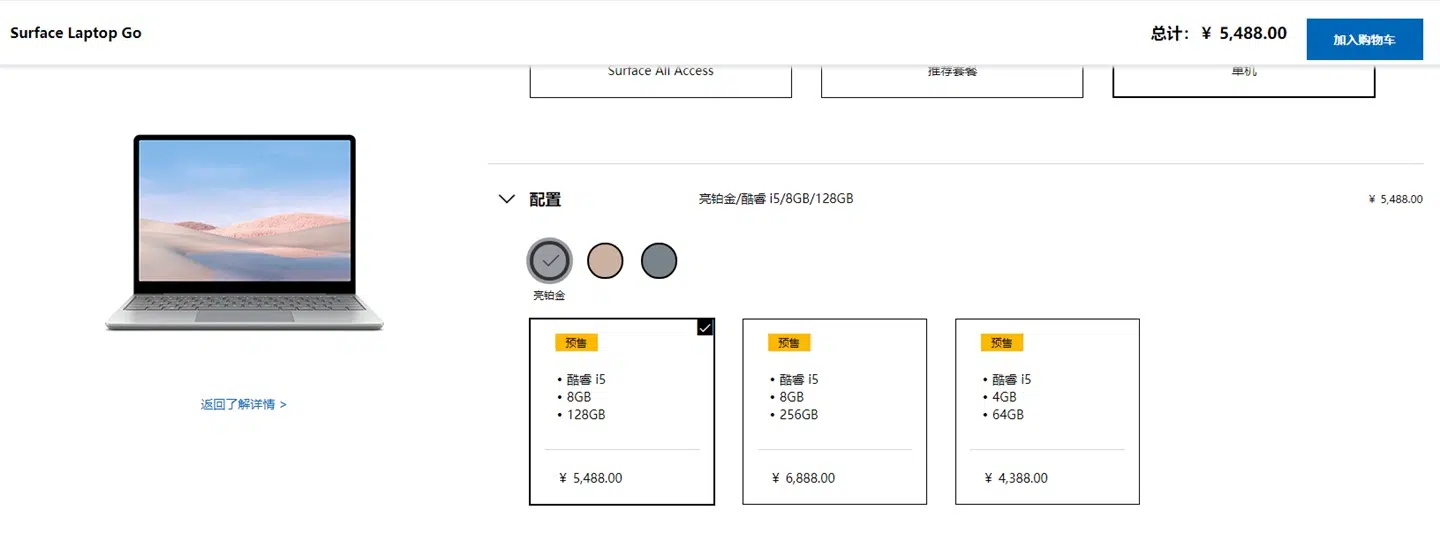 Surface Laptop Go
总计: ¥ 5,488.00
加入购物车
Surface All Access
推荐套餐
单机
配置
亮铂金/酷睿 i5/8GB/128GB
¥ 5,488.00
亮铂金
预售
• 酷睿 i5
• 8GB
• 128GB
¥ 5,488.00
预售
• 酷睿 i5
• 8GB
• 256GB
¥ 6,888.00
预售
• 酷睿 i5
• 4GB
• 64GB
¥ 4,388.00
返回了解详情 >